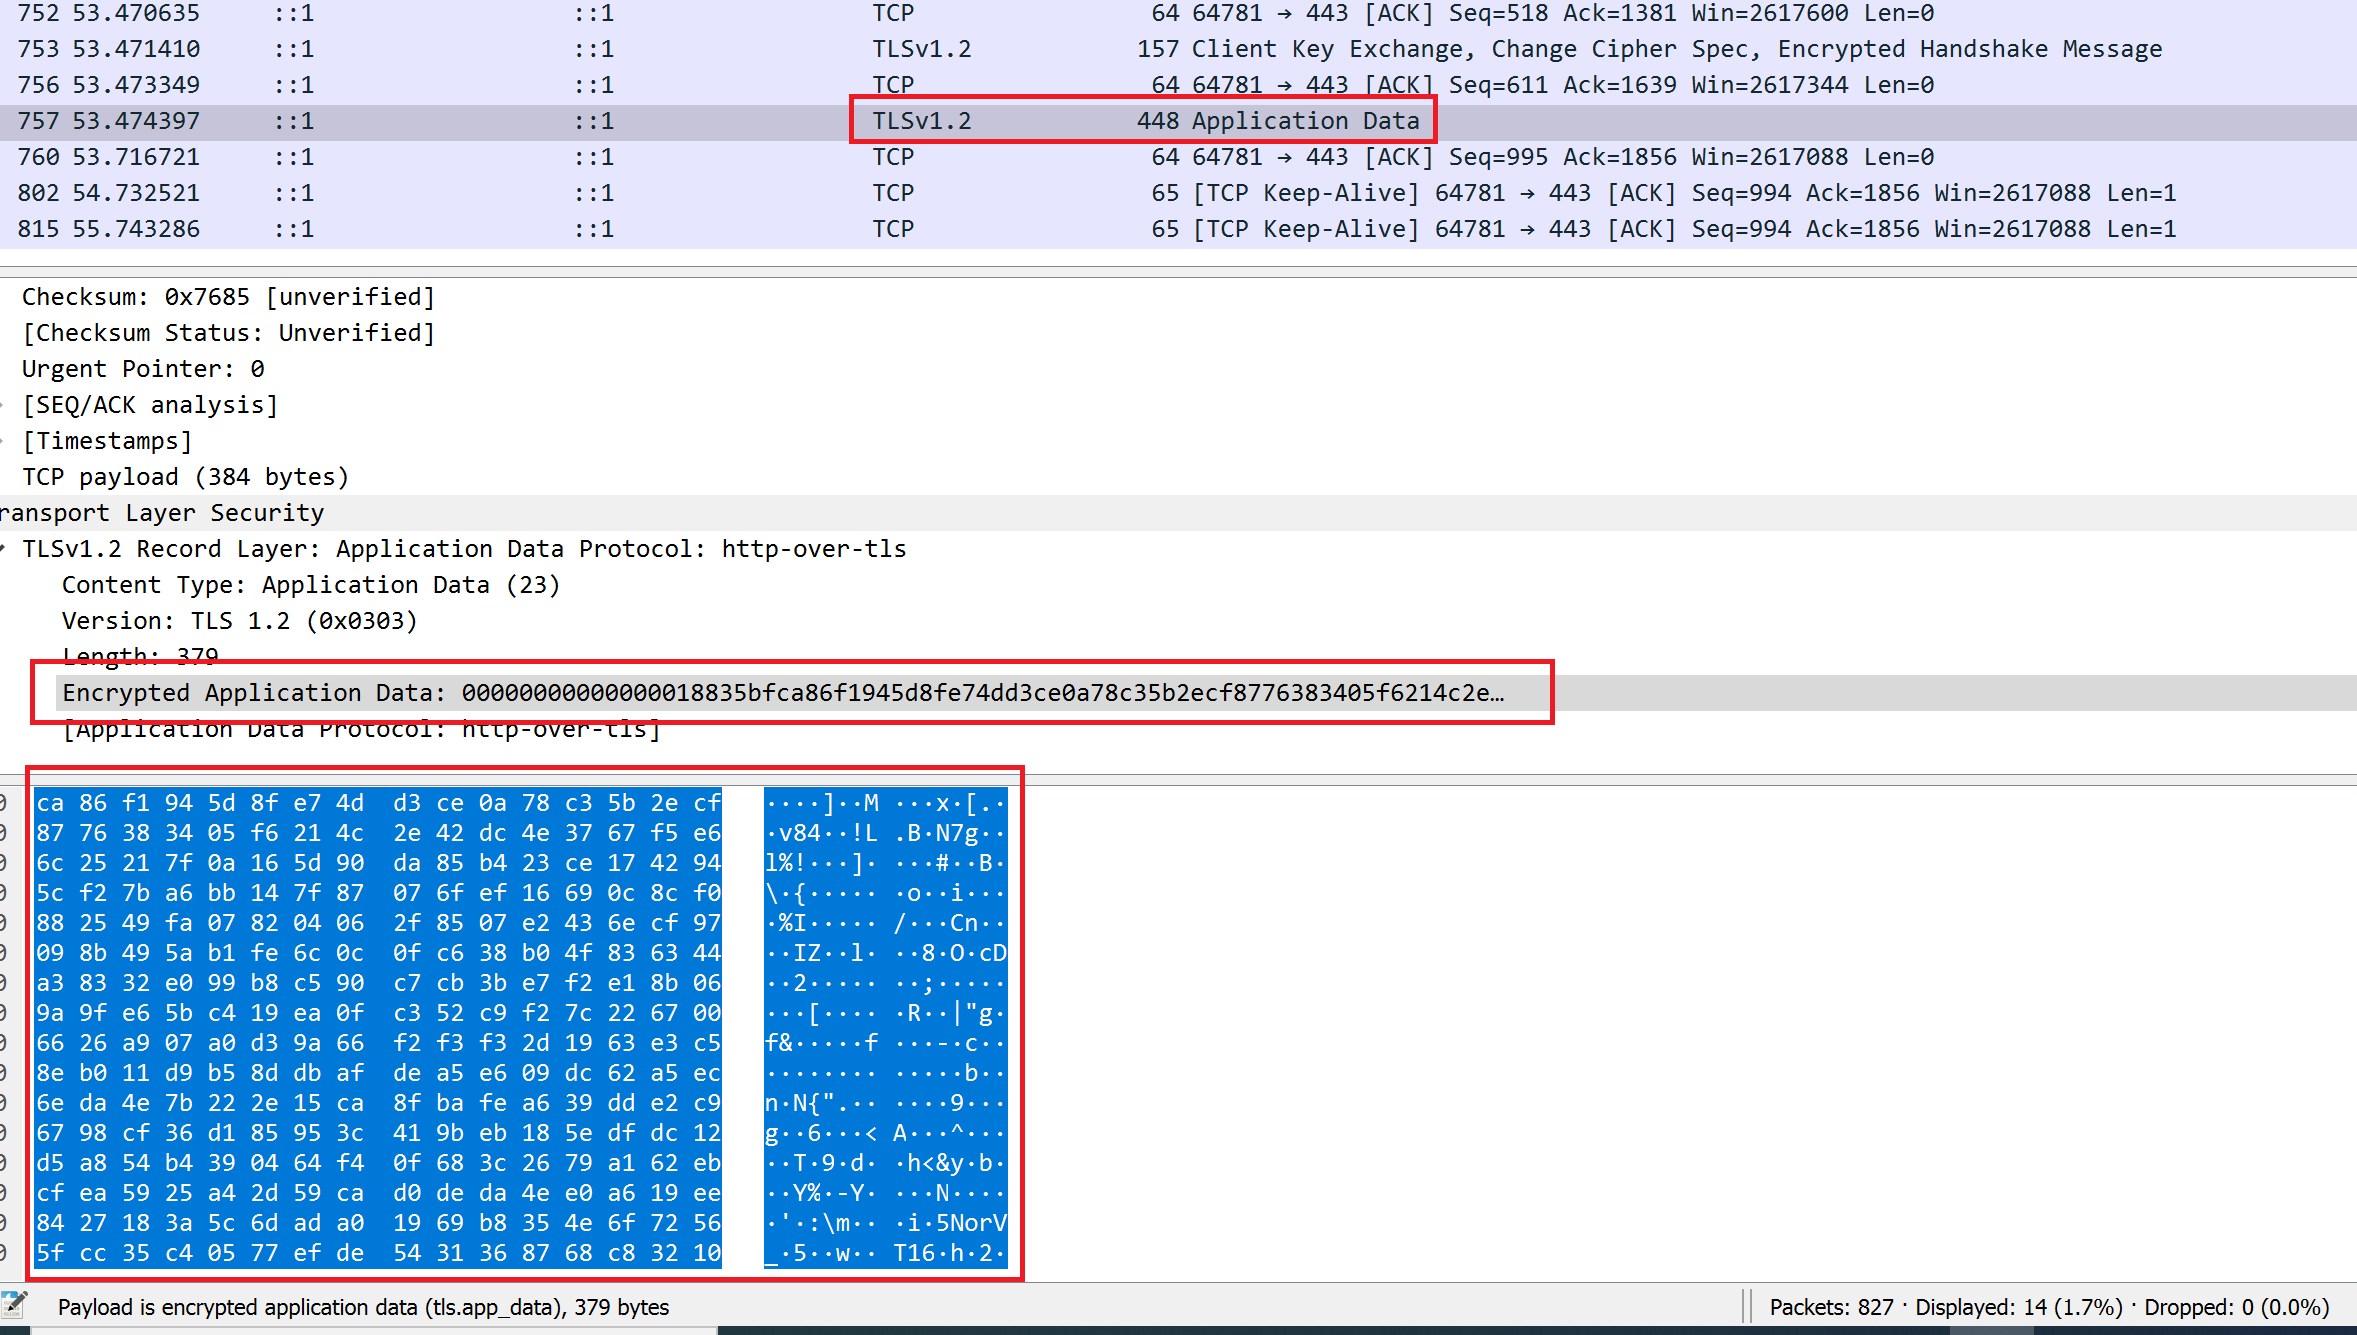 752 53.470635 ::1 ::1 TCP 64 64781 → 443 [ACK] Seq=518 Ack=1381 Win=2617600 Len=0
753 53.471410 ::1 ::1 TLSv1.2 157 Client Key Exchange, Change Cipher Spec, Encrypted Handshake Message
756 53.473349 ::1 ::1 TCP 64 64781 → 443 [ACK] Seq=611 Ack=1639 Win=2617344 Len=0
757 53.474397 ::1 ::1 TLSv1.2 448 Application Data
760 53.716721 ::1 ::1 TCP 64 64781 → 443 [ACK] Seq=995 Ack=1856 Win=2617088 Len=0
802 54.732521 ::1 ::1 TCP 65 [TCP Keep-Alive] 64781 → 443 [ACK] Seq=994 Ack=1856 Win=2617088 Len=1
815 55.743286 ::1 ::1 TCP 65 [TCP Keep-Alive] 64781 → 443 [ACK] Seq=994 Ack=1856 Win=2617088 Len=1
Checksum: 0x7685 [unverified]
[Checksum Status: Unverified]
Urgent Pointer: 0
[SEQ/ACK analysis]
[Timestamps]
TCP payload (384 bytes)
ransport Layer Security
TLSv1.2 Record Layer: Application Data Protocol: http-over-tls
Content Type: Application Data (23)
Version: TLS 1.2 (0x0303)
Length: 379
Encrypted Application Data: 00000000000000018835bfca86f1945d8fe74dd3ce0a78c35b2ecf8776383405f6214c2e…
[Application Data Protocol: http-over-tls]
0 ca 86 f1 94 5d 8f e7 4d d3 ce 0a 78 c3 5b 2e cf ····]··M ···x·[.·
0 87 76 38 34 05 f6 21 4c 2e 42 dc 4e 37 67 f5 e6 ·v84··!L .B·N7g··
0 6c 25 21 7f 0a 16 5d 90 da 85 b4 23 ce 17 42 94 l%!···]· ···#··B·
0 5c f2 7b a6 bb 14 7f 87 07 6f ef 16 69 0c 8c f0 \·{····· ·o··i···
0 88 25 49 fa 07 82 04 06 2f 85 07 e2 43 6e cf 97 ·%I····· /···Cn··
0 09 8b 49 5a b1 fe 6c 0c 0f c6 38 b0 4f 83 63 44 ··IZ··l· ··8·O·cD
0 a3 83 32 e0 99 b8 c5 90 c7 cb 3b e7 f2 e1 8b 06 ··2····· ··;·····
0 9a 9f e6 5b c4 19 ea 0f c3 52 c9 f2 7c 22 67 00 ···[···· ·R··|"g·
0 66 26 a9 07 a0 d3 9a 66 f2 f3 f3 2d 19 63 e3 c5 f&·····f ···-·c··
0 8e b0 11 d9 b5 8d db af de a5 e6 09 dc 62 a5 ec ········ ·····b··
0 6e da 4e 7b 22 2e 15 ca 8f ba fe a6 39 dd e2 c9 n·N{".·· ····9···
0 67 98 cf 36 d1 85 95 3c 41 9b eb 18 5e df dc 12 g··6···< A···^···
0 d5 a8 54 b4 39 04 64 f4 0f 68 3c 26 79 a1 62 eb ··T·9·d· ·h<&y·b·
0 cf ea 59 25 a4 2d 59 ca d0 de da 4e e0 a6 19 ee ··Y%·-Y· ···N····
0 84 27 18 3a 5c 6d ad a0 19 69 b8 35 4e 6f 72 56 ·'·:\m·· ·i·5NorV
0 5f cc 35 c4 05 77 ef de 54 31 36 87 68 c8 32 10 _·5··w·· T16·h·2·
Payload is encrypted application data (tls.app_data), 379 bytes Packets: 827 · Displayed: 14 (1.7%) · Dropped: 0 (0.0%)